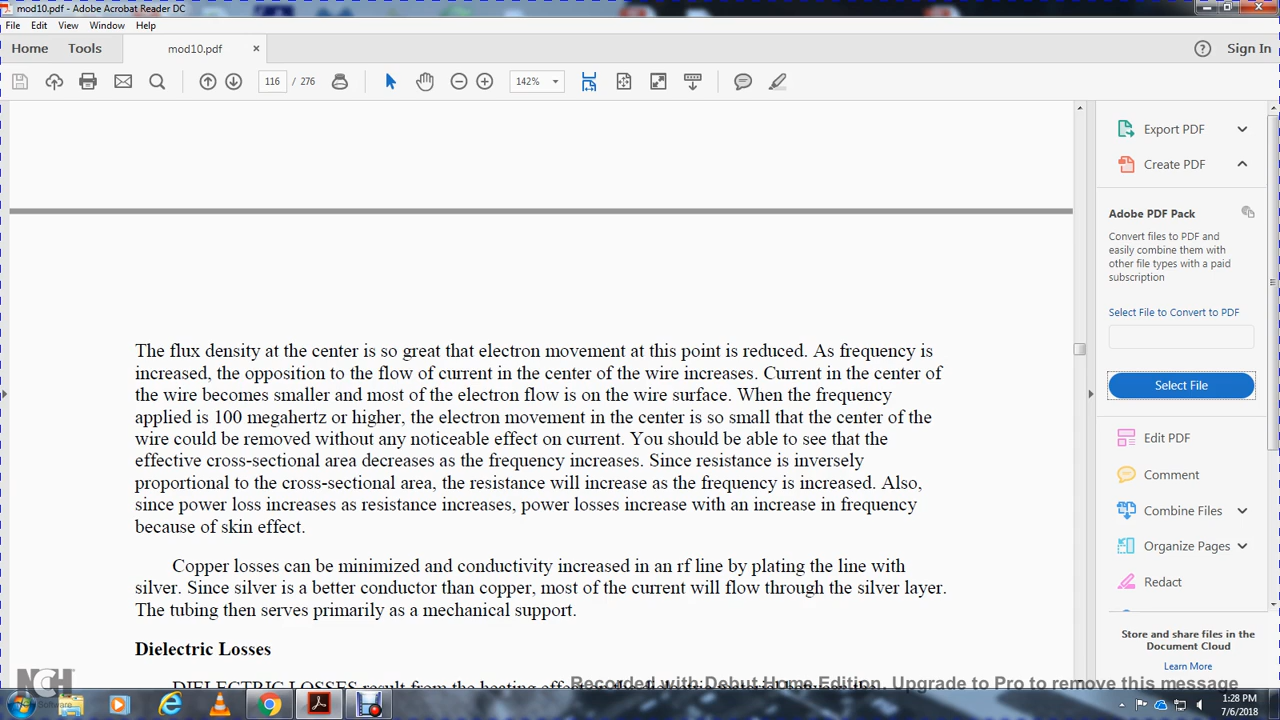 mod10.pdf - Adobe Acrobat Reader DC
File Edit View Window Help
Home Tools mod10.pdf × Sign In
116 / 276 142%
Export PDF
Create PDF
Adobe PDF Pack
Convert files to PDF and
easily combine them with
other file types with a paid
subscription
Select File to Convert to PDF
Select File
Edit PDF
Comment
Combine Files
Organize Pages
Redact
Store and share files in the
Document Cloud
Learn More
The flux density at the center is so great that electron movement at this point is reduced. As frequency is
increased, the opposition to the flow of current in the center of the wire increases. Current in the center of
the wire becomes smaller and most of the electron flow is on the wire surface. When the frequency
applied is 100 megahertz or higher, the electron movement in the center is so small that the center of the
wire could be removed without any noticeable effect on current. You should be able to see that the
effective cross-sectional area decreases as the frequency increases. Since resistance is inversely
proportional to the cross-sectional area, the resistance will increase as the frequency is increased. Also,
since power loss increases as resistance increases, power losses increase with an increase in frequency
because of skin effect.
Copper losses can be minimized and conductivity increased in an rf line by plating the line with
silver. Since silver is a better conductor than copper, most of the current will flow through the silver layer.
The tubing then serves primarily as a mechanical support.
Dielectric Losses
DIELECTRIC LOSSES result from the heating
NCH Software
Recorded with Debut Home Edition. Upgrade to Pro to remove this message
1:28 PM
7/6/2018